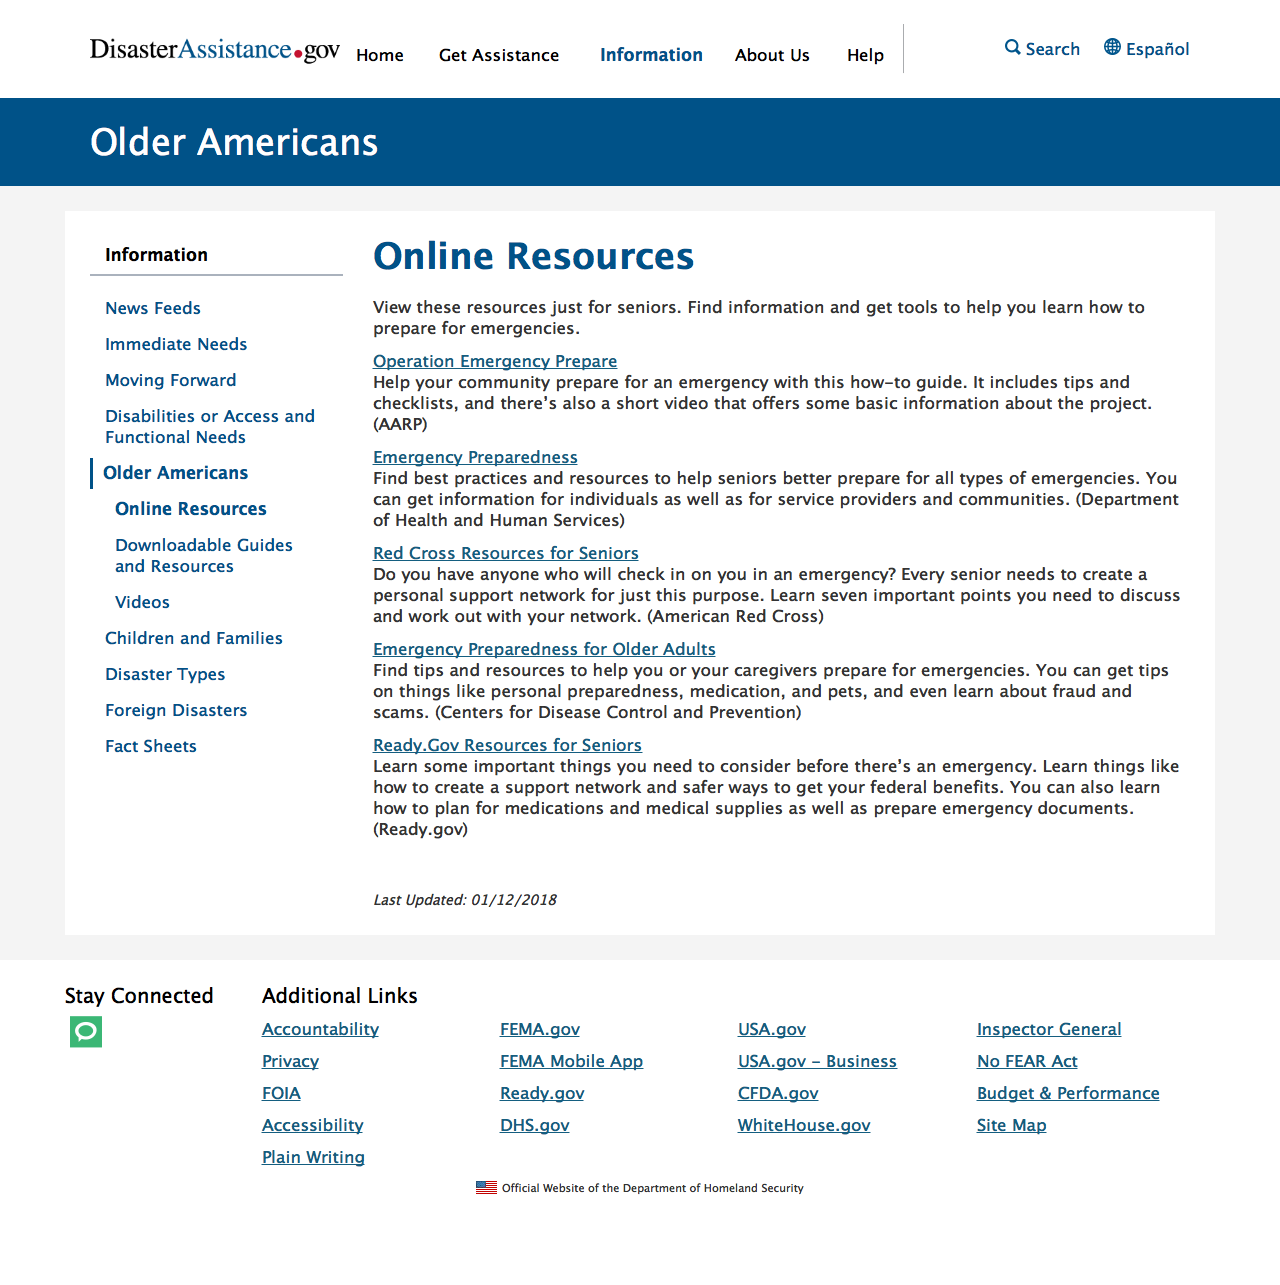 DisasterAssistance.gov
Home
Get Assistance
Information
About Us
Help
Search
Español
Older Americans
Information
News Feeds
Immediate Needs
Moving Forward
Disabilities or Access and
Functional Needs
Older Americans
Online Resources
Downloadable Guides
and Resources
Videos
Children and Families
Disaster Types
Foreign Disasters
Fact Sheets
Online Resources
View these resources just for seniors. Find information and get tools to help you learn how to
prepare for emergencies.
Operation Emergency Prepare
Help your community prepare for an emergency with this how-to guide. It includes tips and
checklists, and there's also a short video that offers some basic information about the project.
(AARP)
Emergency Preparedness
Find best practices and resources to help seniors better prepare for all types of emergencies. You
can get information for individuals as well as for service providers and communities. (Department
of Health and Human Services)
Red Cross Resources for Seniors
Do you have anyone who will check in on you in an emergency? Every senior needs to create a
personal support network for just this purpose. Learn seven important points you need to discuss
and work out with your network. (American Red Cross)
Emergency Preparedness for Older Adults
Find tips and resources to help you or your caregivers prepare for emergencies. You can get tips
on things like personal preparedness, medication, and pets, and even learn about fraud and
scams. (Centers for Disease Control and Prevention)
Ready.Gov Resources for Seniors
Learn some important things you need to consider before there's an emergency. Learn things like
how to create a support network and safer ways to get your federal benefits. You can also learn
how to plan for medications and medical supplies as well as prepare emergency documents.
(Ready.gov)
Last Updated: 01/12/2018
Stay Connected
Additional Links
Accountability
Privacy
FOIA
Accessibility
Plain Writing
FEMA.gov
FEMA Mobile App
Ready.gov
DHS.gov
USA.gov
USA.gov - Business
CFDA.gov
WhiteHouse.gov
Inspector General
No FEAR Act
Budget & Performance
Site Map
Official Website of the Department of Homeland Security